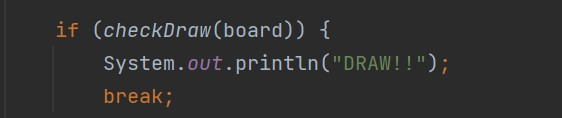 if (checkDraw(board)) {
System.out.println("DRAW!!");
break;